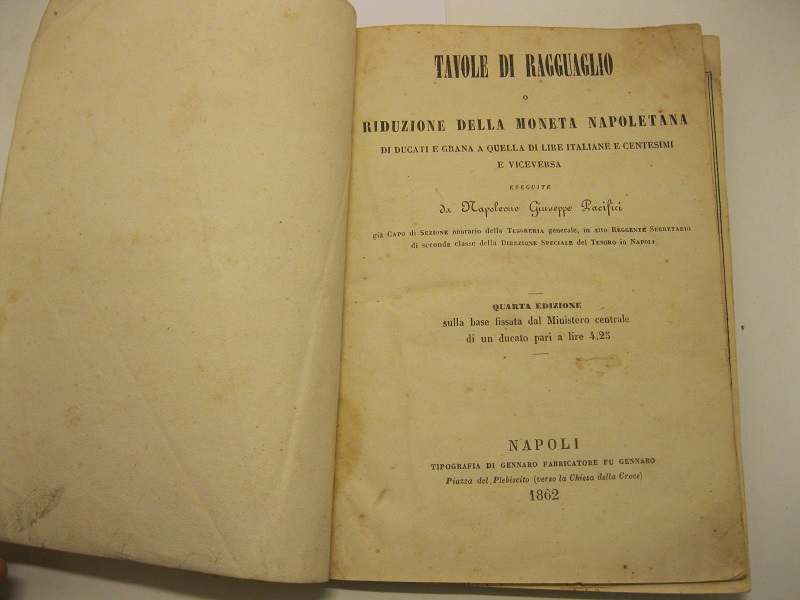 TAVOLE DI RAGGUAGLIO
O
RIDUZIONE DELLA MONETA NAPOLETANA
DI DUCATI E GRANA A QUELLA DI LIRE ITALIANE E CENTESIMI
E VICEVERSA
ESEGUITE
da Napoleone Giuseppe Pacifici
già CAPO di SEZIONE onorario della TESORERIA generale, in atto REGGENTE SEGRETARIO
di seconda classe della DIREZIONE SPECIALE del TESORO in NAPOLI
QUARTA EDIZIONE
sulla base fissata dal Ministero centrale
di un ducato pari a lire 4.25
NAPOLI
TIPOGRAFIA DI GENNARO FABRICATORE FU GENNARO
Piazza del Plebiscito (verso la Chiesa della Croce)
1862